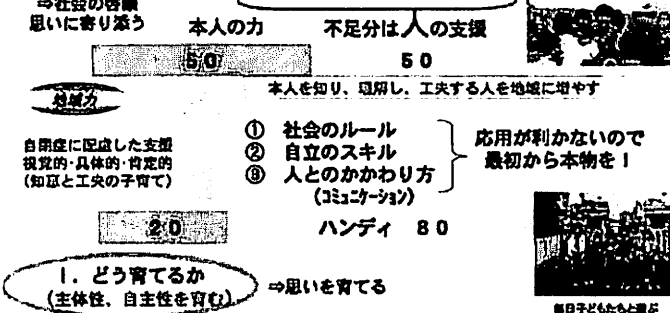 ⇒社会の啓蒙
思いに寄り添う
本人の力 不足分は人の支援
50 50
本人を知り、理解し、工夫する人を地域に増やす
地域力
自閉症に配慮した支援
視覚的・具体的・肯定的
(知恵と工夫の子育て)
① 社会のルール
② 自立のスキル
③ 人とのかかわり方
(コミュニケーション)
応用が利かないので
最初から本物を!
20 ハンディ 80
1. どう育てるか
(主体性、自主性を育む)
⇒思いを育てる
毎日子どもたちと遊ぶ